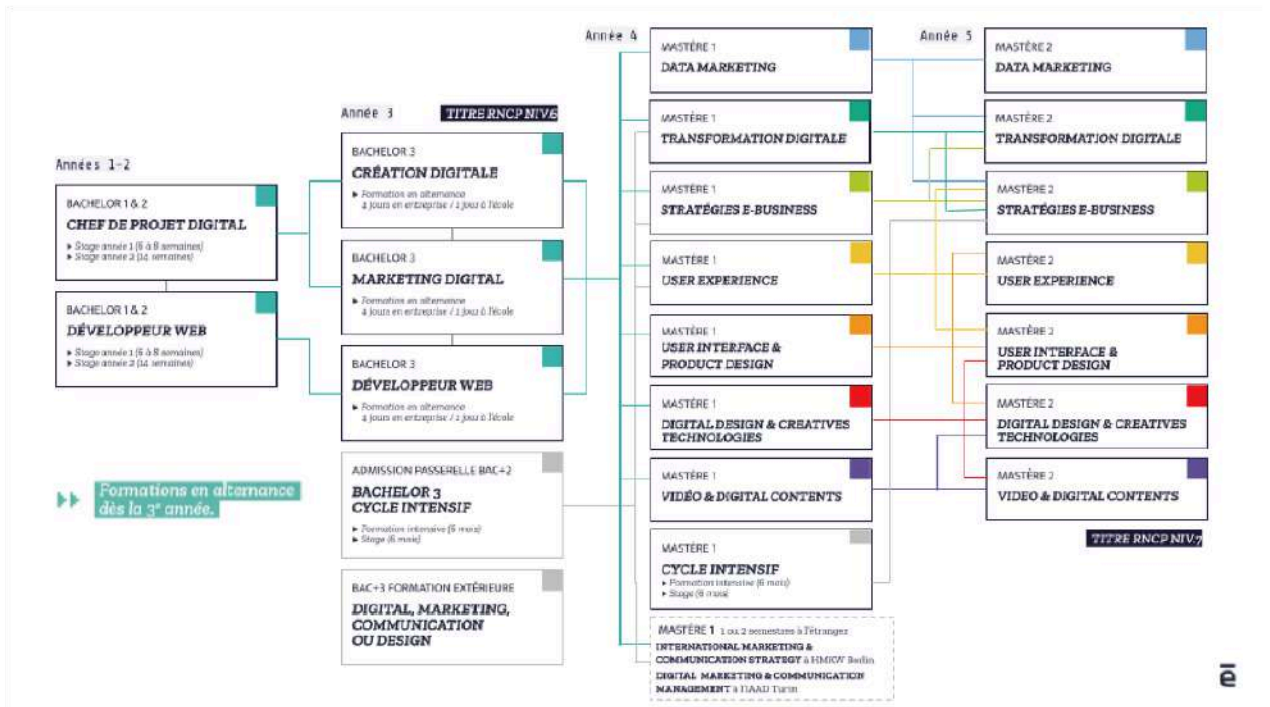 Années 1-2
BACHELOR 1 & 2
CHEF DE PROJET DIGITAL
▸ Stage année 1 (6 à 8 semaines)
▸ Stage année 2 (14 semaines)
BACHELOR 1 & 2
DÉVELOPPEUR WEB
▸ Stage année 1 (6 à 8 semaines)
▸ Stage année 2 (14 semaines)
Formations en alternance
dès la 3e année.
Année 3
TITRE RNCP NIV.6
BACHELOR 3
CRÉATION DIGITALE
▸ Formation en alternance
4 jours en entreprise / 1 jour à l'école
BACHELOR 3
MARKETING DIGITAL
▸ Formation en alternance
4 jours en entreprise / 1 jour à l'école
BACHELOR 3
DÉVELOPPEUR WEB
▸ Formation en alternance
4 jours en entreprise / 1 jour à l'école
ADMISSION PASSERELLE BAC+2
BACHELOR 3
CYCLE INTENSIF
▸ Formation intensive (6 mois)
▸ Stage (6 mois)
BAC+3 FORMATION EXTÉRIEURE
DIGITAL, MARKETING,
COMMUNICATION
OU DESIGN
Année 4
MASTÈRE 1
DATA MARKETING
MASTÈRE 1
TRANSFORMATION DIGITALE
MASTÈRE 1
STRATÉGIES E-BUSINESS
MASTÈRE 1
USER EXPERIENCE
MASTÈRE 1
USER INTERFACE &
PRODUCT DESIGN
MASTÈRE 1
DIGITAL DESIGN & CREATIVES
TECHNOLOGIES
MASTÈRE 1
VIDÉO & DIGITAL CONTENTS
MASTÈRE 1
CYCLE INTENSIF
▸ Formation intensive (6 mois)
▸ Stage (6 mois)
MASTÈRE 1 1 ou 2 semestres à l'étranger
INTERNATIONAL MARKETING &
COMMUNICATION STRATEGY à HMKW Berlin
DIGITAL MARKETING & COMMUNICATION
MANAGEMENT à IAAD Turin
Année 5
MASTÈRE 2
DATA MARKETING
MASTÈRE 2
TRANSFORMATION DIGITALE
MASTÈRE 2
STRATÉGIES E-BUSINESS
MASTÈRE 2
USER EXPERIENCE
MASTÈRE 2
USER INTERFACE &
PRODUCT DESIGN
MASTÈRE 2
DIGITAL DESIGN & CREATIVES
TECHNOLOGIES
MASTÈRE 2
VIDEO & DIGITAL CONTENTS
TITRE RNCP NIV.7
ē